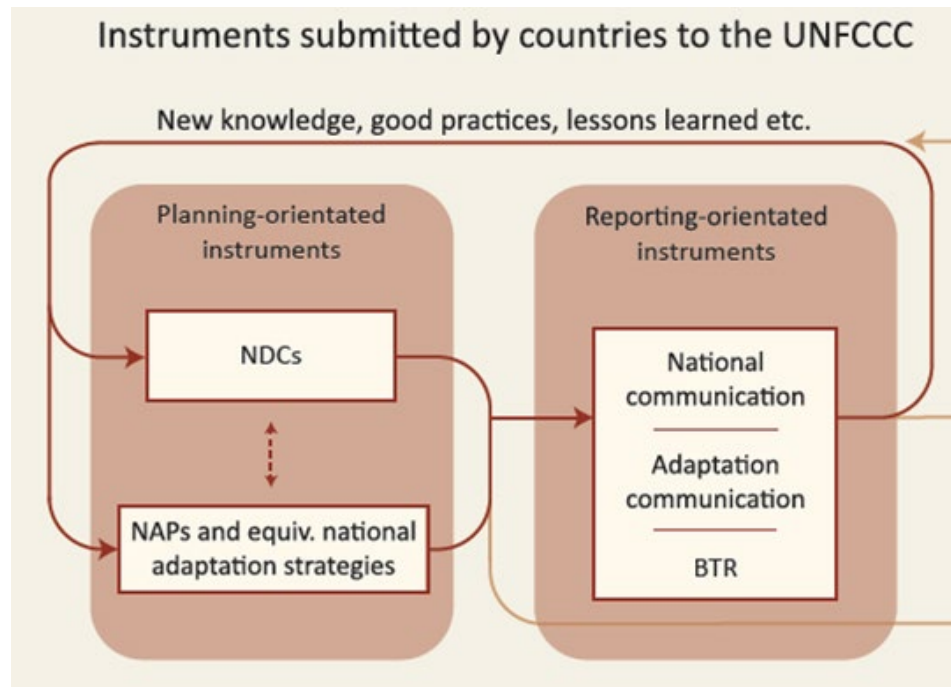 Instruments submitted by countries to the UNFCCC
New knowledge, good practices, lessons learned etc.
Planning-orientated
instruments
NDCs
NAPs and equiv. national
adaptation strategies
Reporting-orientated
instruments
National
communication
Adaptation
communication
BTR